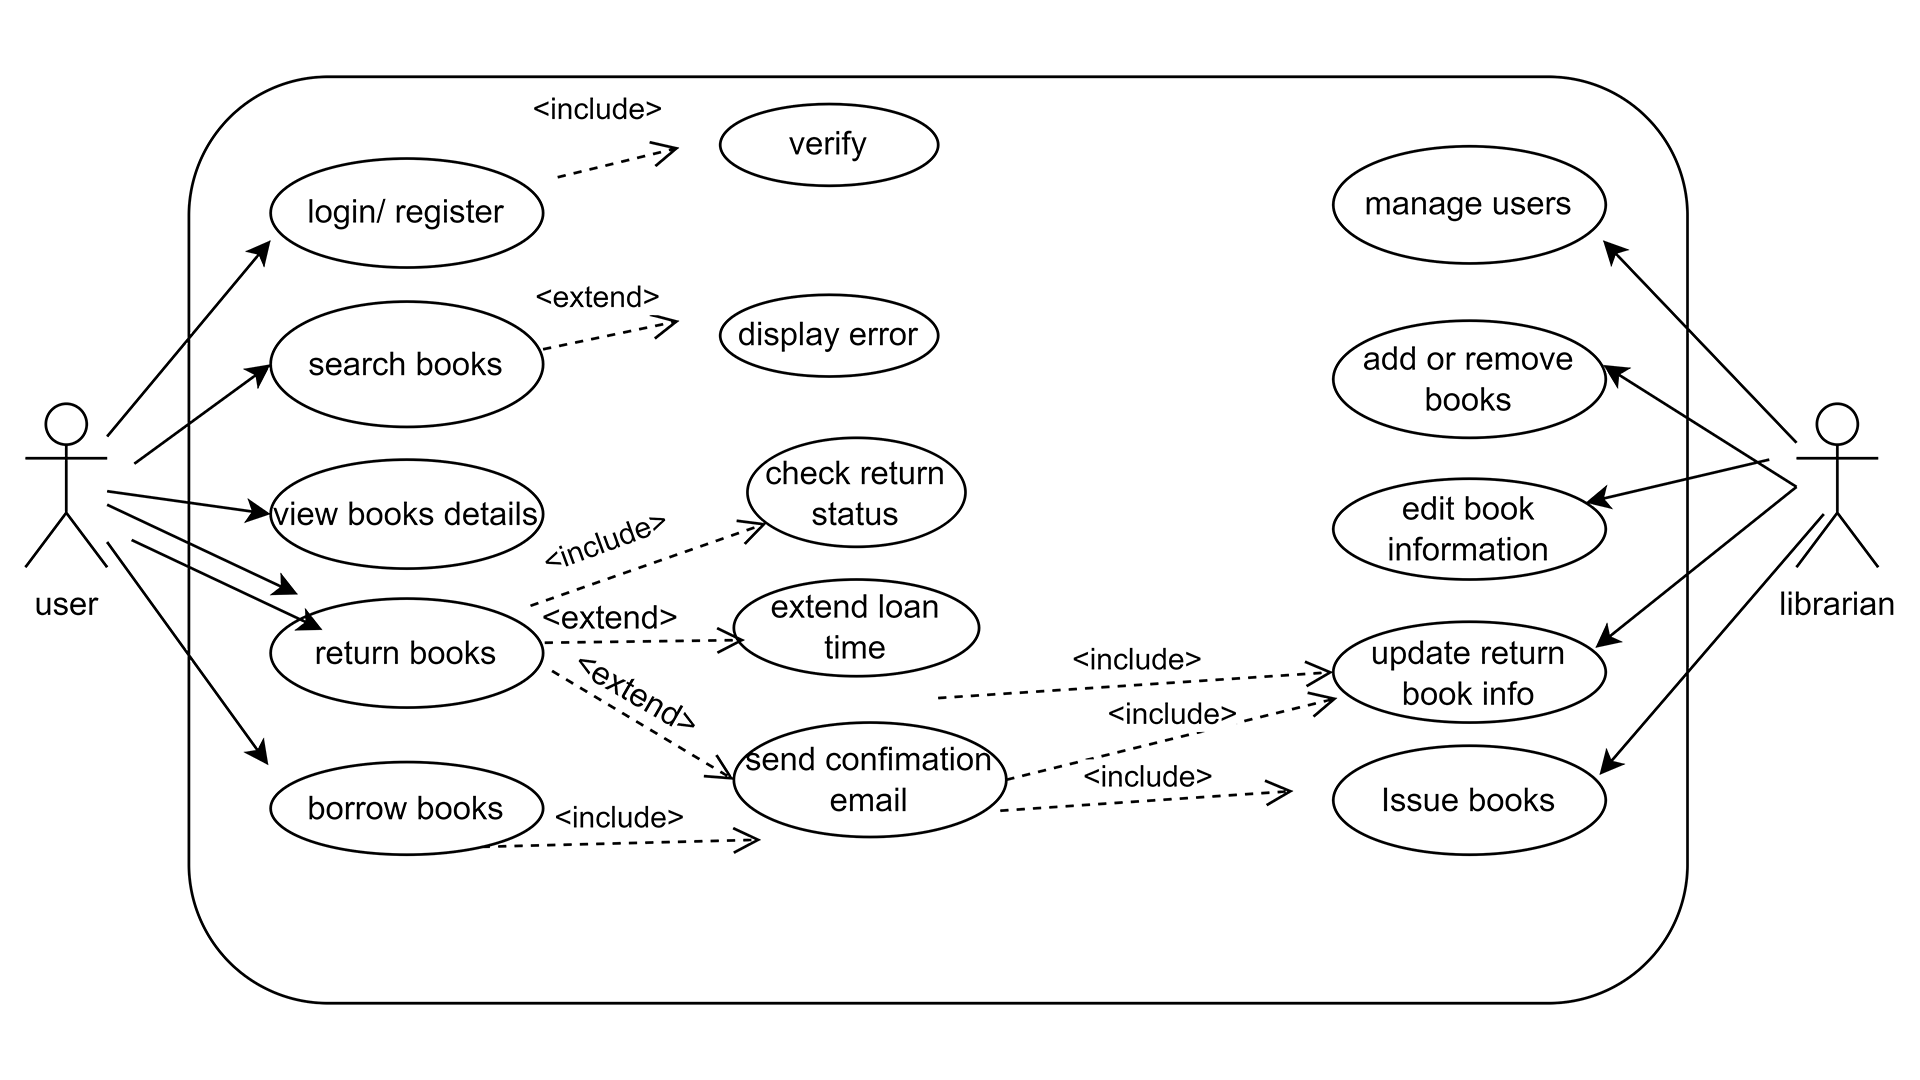 <include>
verify
login/ register
manage users
<extend>
search books
display error
add or remove
books
view books details
check return
status
edit book
information
<include>
user
librarian
return books
<extend>
extend loan
time
<extend>
<include>
update return
book info
<include>
borrow books
<include>
send confimation
email
<include>
Issue books